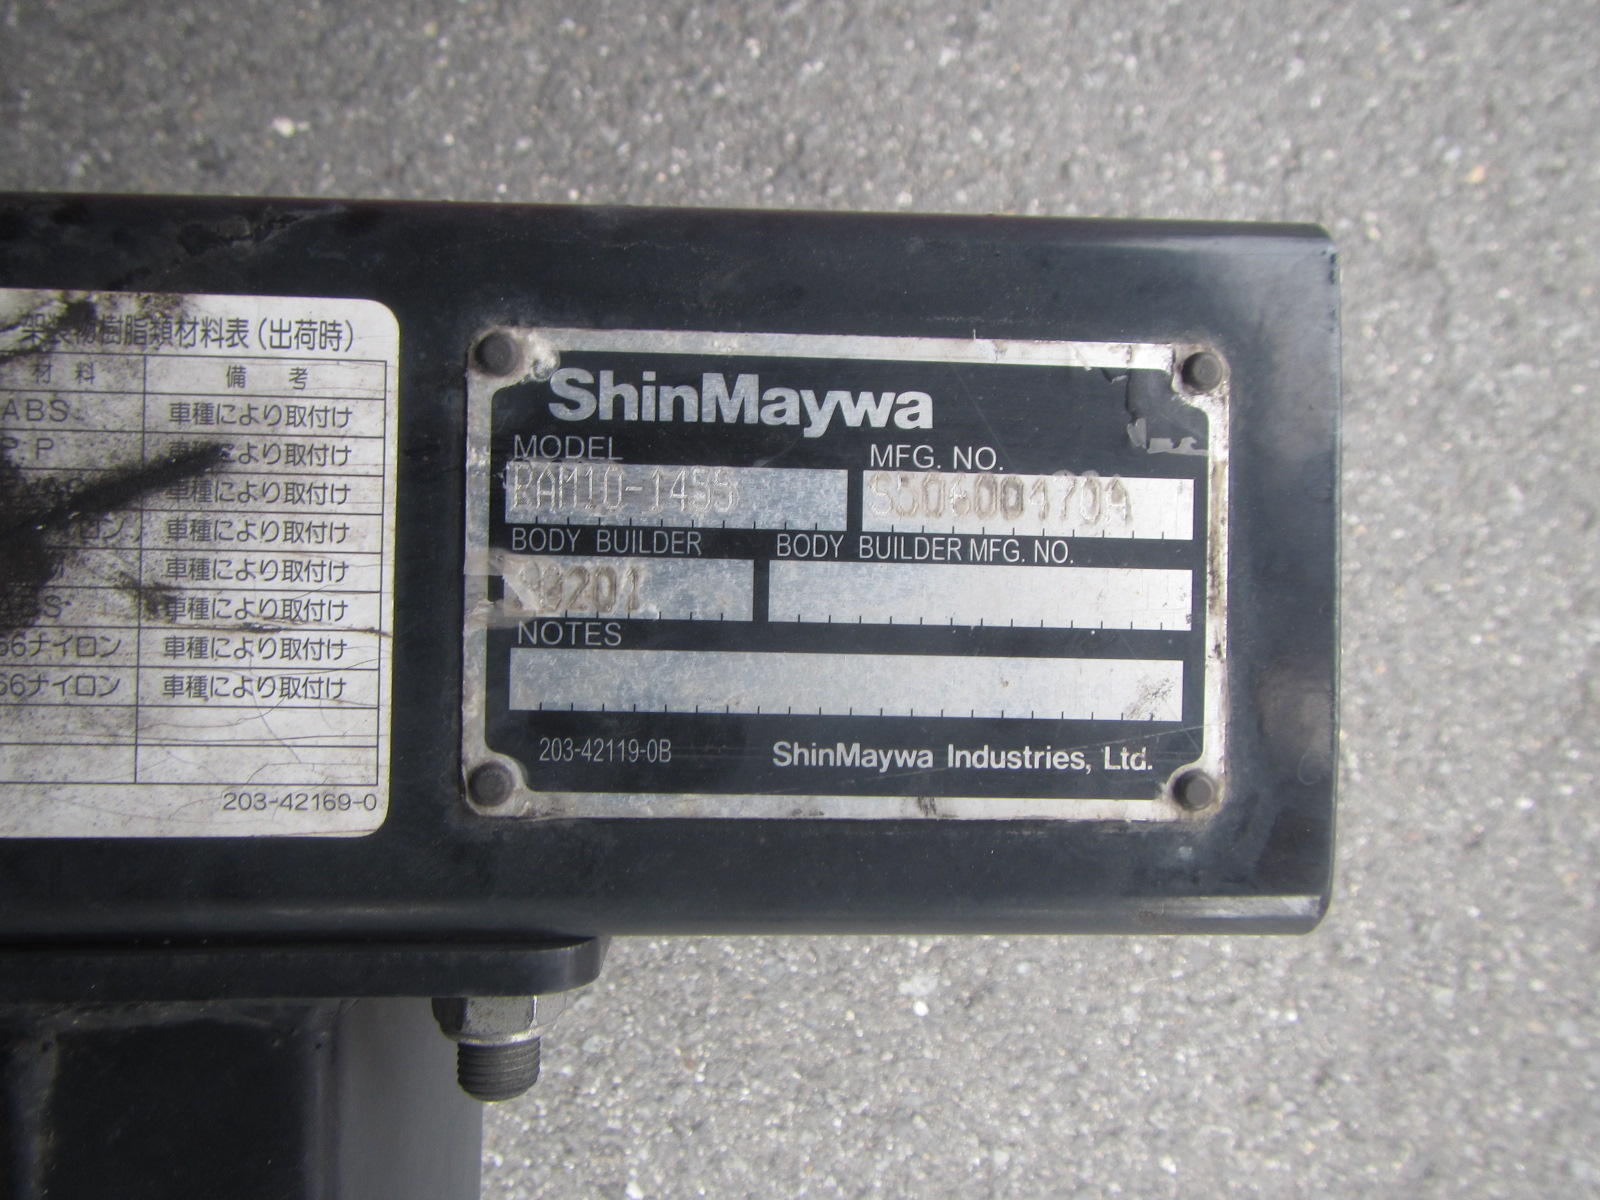 架装物樹脂類材料表(出荷時)
材 料 備 考
ABS 車種により取付け
P.P 車種により取付け
車種により取付け
車種により取付け
車種により取付け
ABS 車種により取付け
66ナイロン 車種により取付け
66ナイロン 車種により取付け
203-42169-0
ShinMaywa
MODEL MFG. NO.
RAM10-1455
BODY BUILDER BODY BUILDER MFG. NO.
NOTES
203-42119-0B ShinMaywa Industries, Ltd.